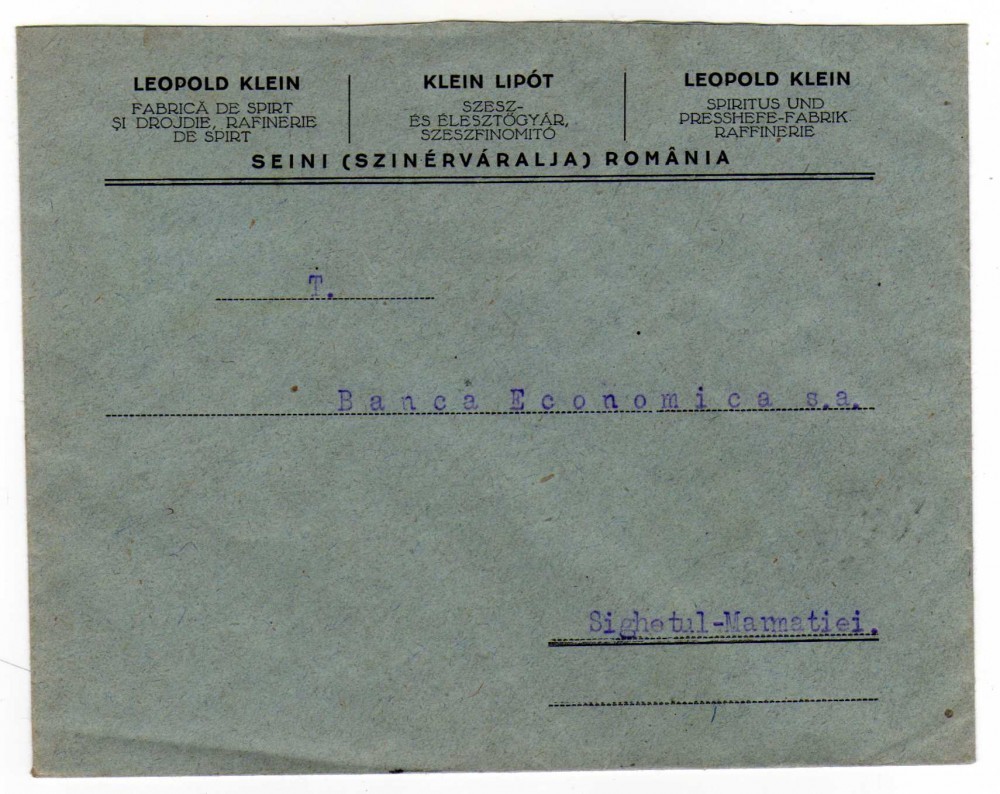 LEOPOLD KLEIN
FABRICĂ DE SPIRT
ȘI DROJDIE, RAFINERIE
DE SPIRT
KLEIN LIPÓT
SZESZ-
ÉS ÉLESZTŐGYÁR,
SZESZFINOMITÓ
LEOPOLD KLEIN
SPIRITUS UND
PRESSHEFE-FABRIK
RAFFINERIE
SEINI (SZINÉRVÁRALJA) ROMÂNIA
T.
Banca Economica s.a.
Sighetul-Marmatiei.